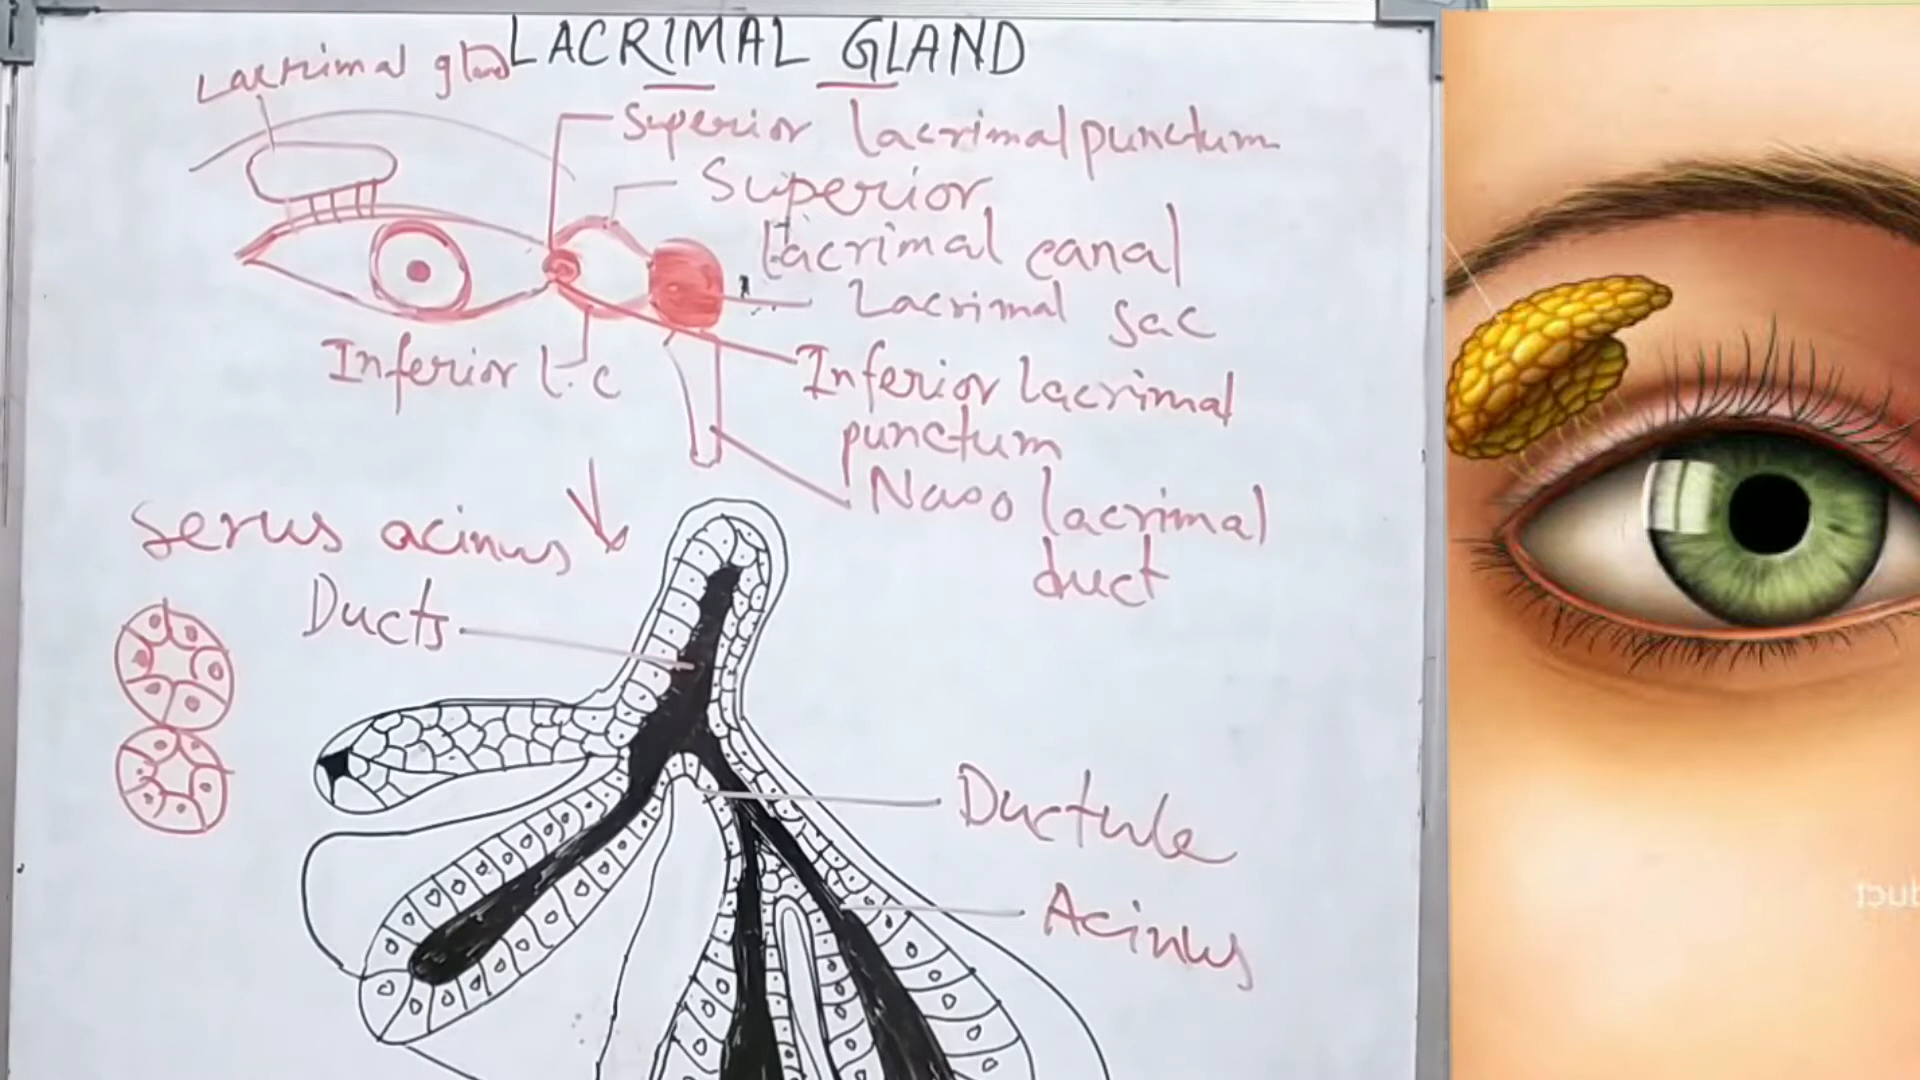 LACRIMAL GLAND
Lacrimal gland
Superior lacrimal punctum
Superior
lacrimal canal
Lacrimal sac
Inferior l.c
Inferior lacrimal
punctum
Naso lacrimal
duct
Serus acinus
Ducts
Ductule
Acinus